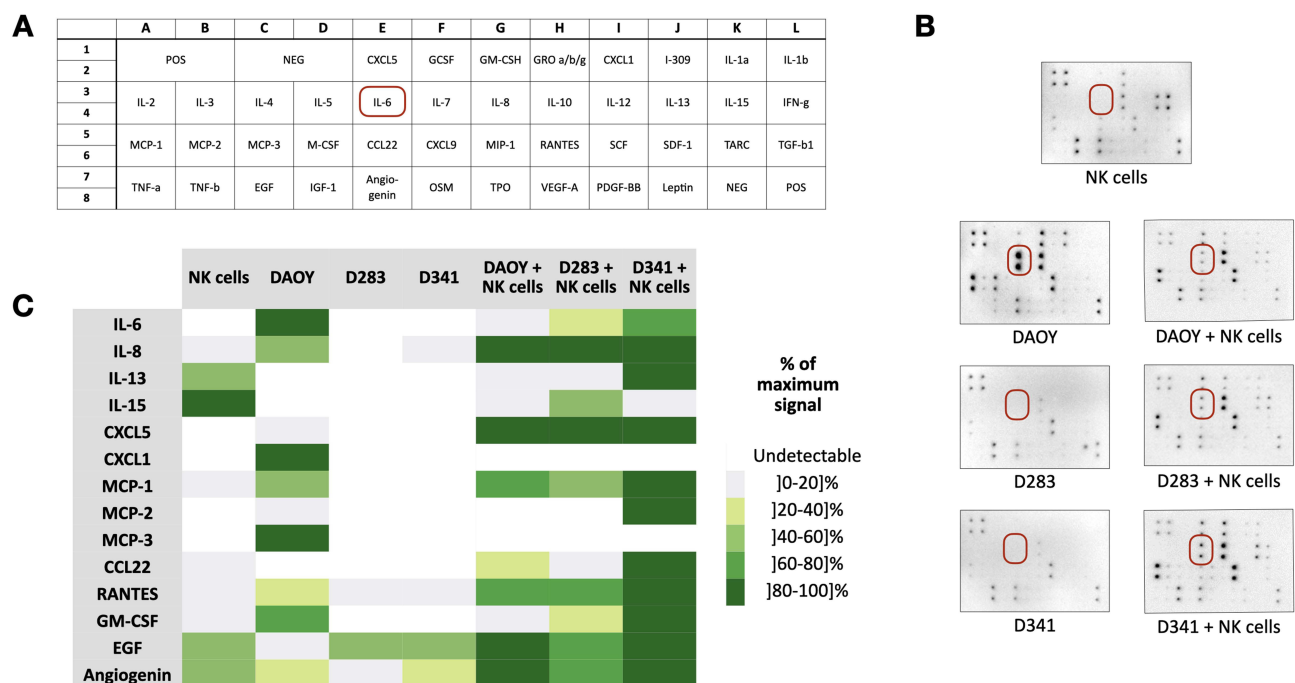 A
A B C D E F G H I J K L
1
2
POS NEG CXCL5 GCSF GM-CSH GRO a/b/g CXCL1 I-309 IL-1a IL-1b
3
4
IL-2 IL-3 IL-4 IL-5 IL-6 IL-7 IL-8 IL-10 IL-12 IL-13 IL-15 IFN-g
5
6
MCP-1 MCP-2 MCP-3 M-CSF CCL22 CXCL9 MIP-1 RANTES SCF SDF-1 TARC TGF-b1
7
8
TNF-a TNF-b EGF IGF-1 Angio-
genin OSM TPO VEGF-A PDGF-BB Leptin NEG POS
B
NK cells
DAOY DAOY + NK cells
D283 D283 + NK cells
D341 D341 + NK cells
C
NK cells DAOY D283 D341 DAOY +
NK cells D283 +
NK cells D341 +
NK cells
IL-6
IL-8
IL-13
IL-15
CXCL5
CXCL1
MCP-1
MCP-2
MCP-3
CCL22
RANTES
GM-CSF
EGF
Angiogenin
% of
maximum
signal
Undetectable
]0-20]%
]20-40]%
]40-60]%
]60-80]%
]80-100]%